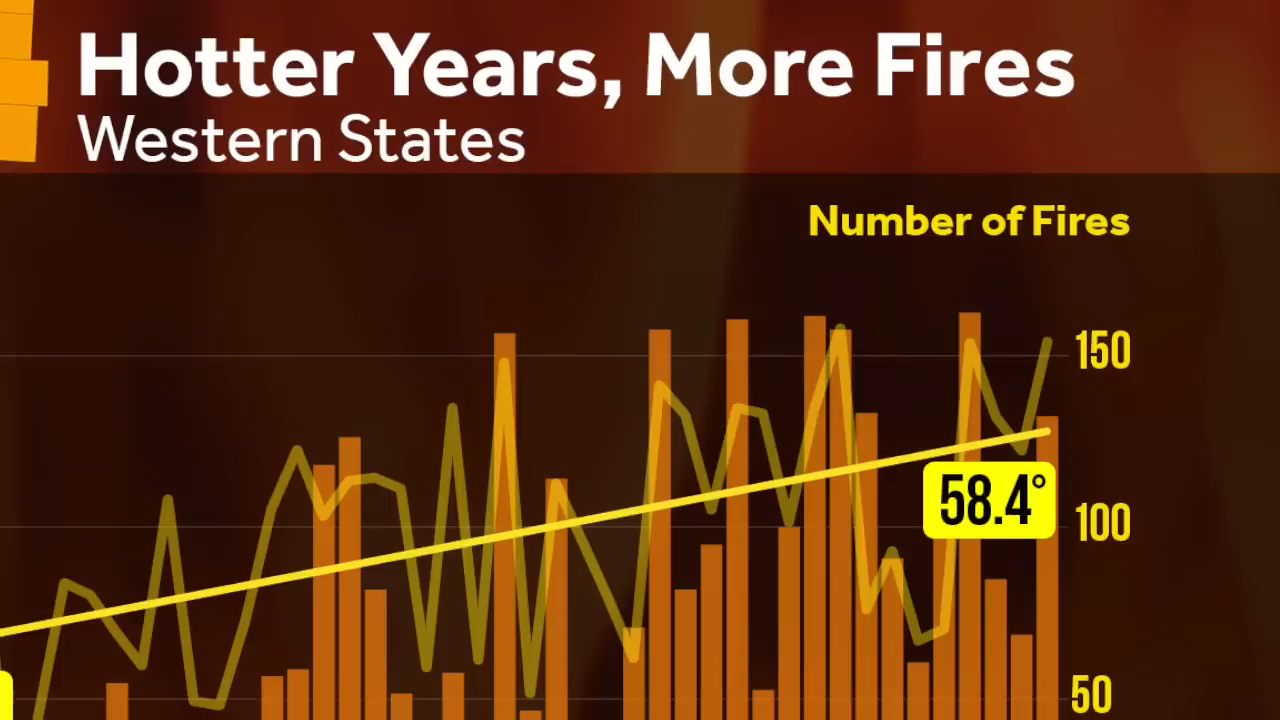 Hotter Years, More Fires
Western States
Number of Fires
150
58.4°
100
50